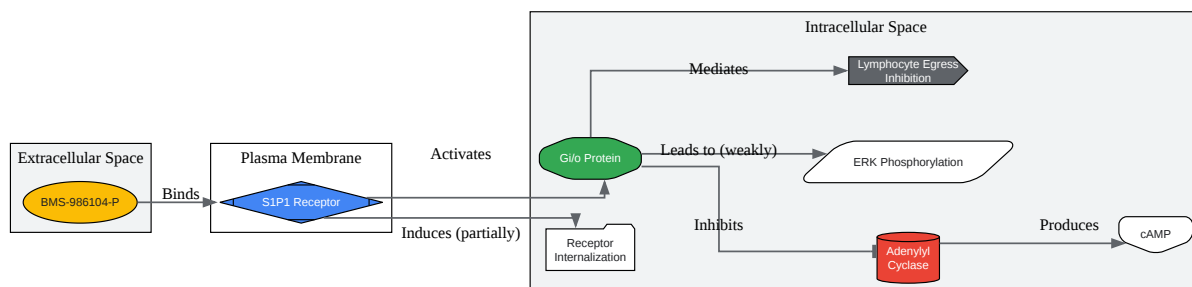 Intracellular Space
Mediates
Lymphocyte Egress
Inhibition
Extracellular Space
Plasma Membrane
Activates
Gi/o Protein
Leads to (weakly)
ERK Phosphorylation
BMS-986104-P
Binds
S1P1 Receptor
Induces (partially)
Receptor
Internalization
Inhibits
Adenylyl
Cyclase
Produces
cAMP